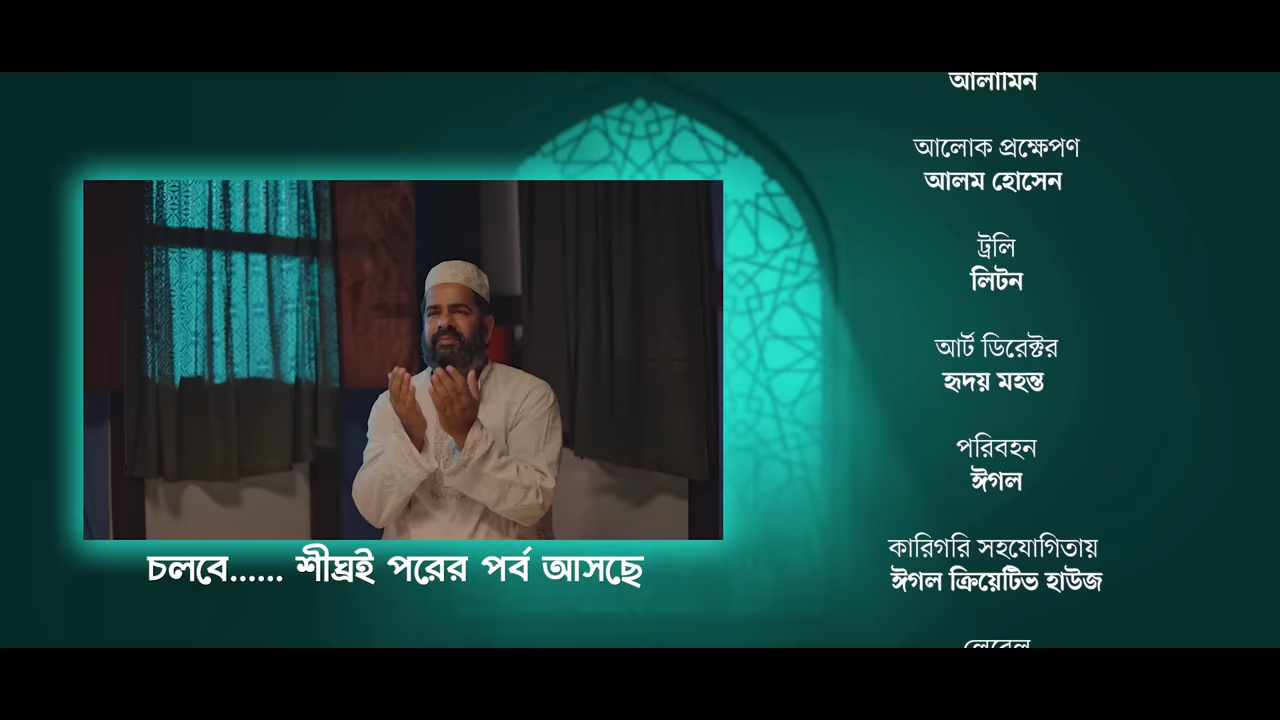 চলবে...... শীঘ্রই পরের পর্ব আসছে
আলামিন
আলোক প্রক্ষেপণ
আলম হোসেন
ট্রলি
লিটন
আর্ট ডিরেক্টর
হৃদয় মহন্ত
পরিবহন
ঈগল
কারিগরি সহযোগিতায়
ঈগল ক্রিয়েটিভ হাউজ
লেবেল